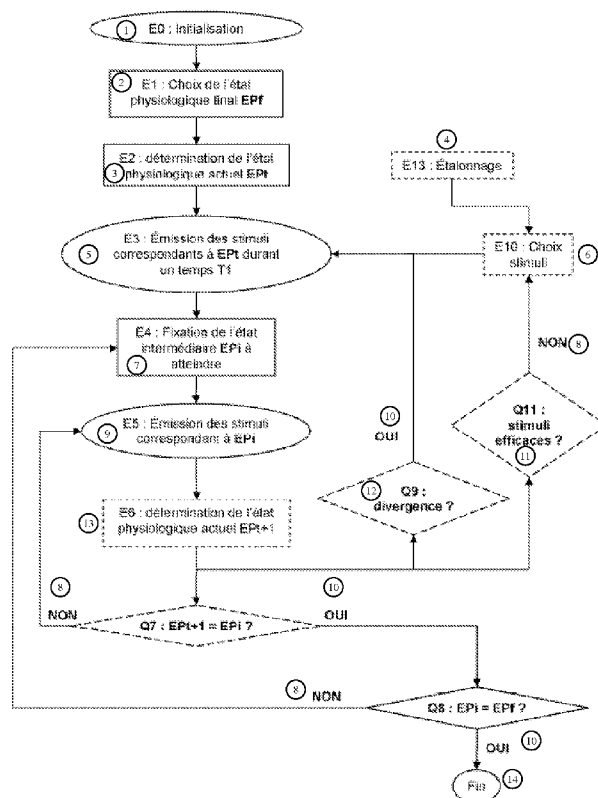 1
E0 : Initialisation
2
E1 : Choix de l'état
physiologique final EPf
E2 : détermination de l'état
3
physiologique actuel EPt
4
E13 : Étalonnage
E3 : Émission des stimuli
correspondants à EPt durant
5
un temps T1
E10 : Choix
stimuli
6
E4 : Fixation de l'état
intermédiaire EPi à
7
atteindre
NON
8
E5 : Émission des stimuli
9
correspondant à EPi
10
OUI
Q11 :
stimuli
efficaces ?
11
12
Q9 :
divergence ?
E6 : détermination de l'état
13
physiologique actuel EPt+1
8
NON
10
OUI
Q7 : EPt+1 = EPi ?
8
NON
Q8 : EPi = EPf ?
OUI
10
Fin
14